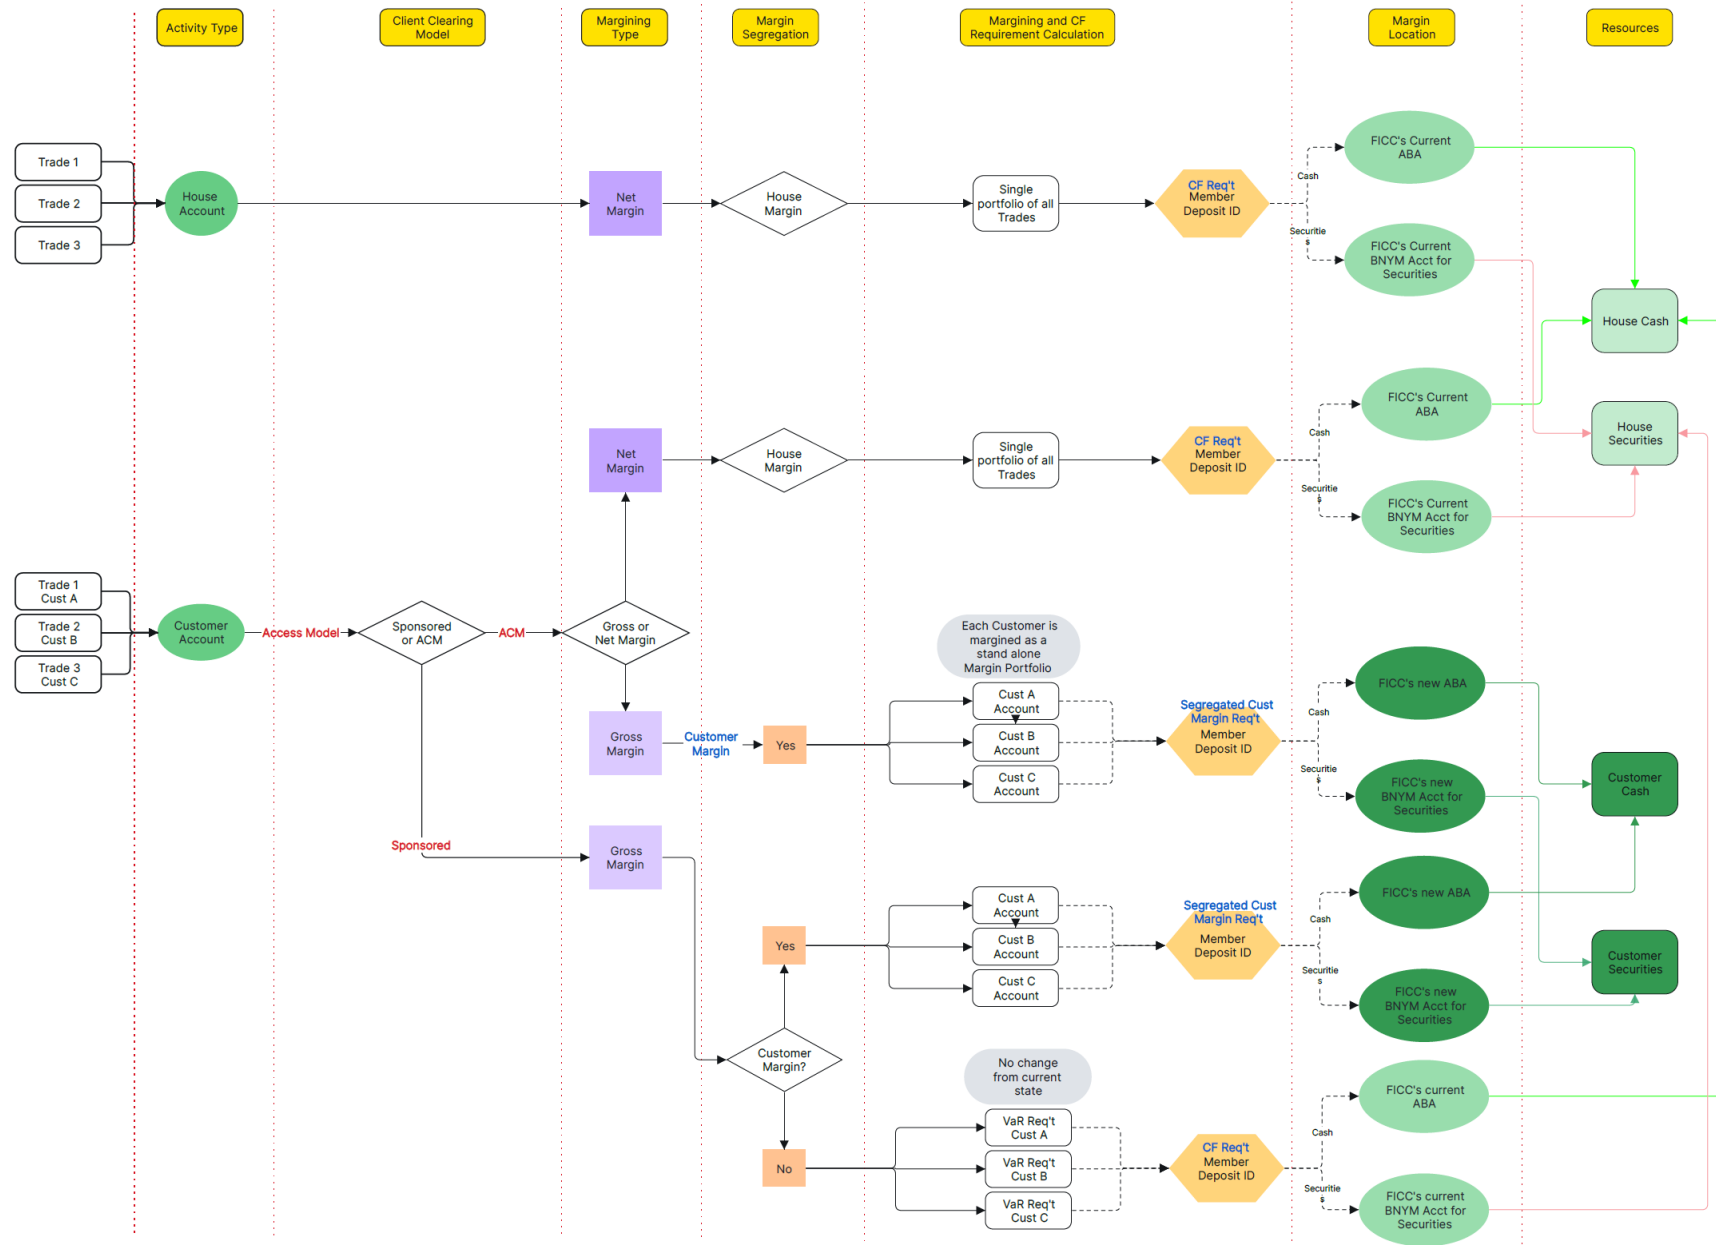 Activity Type
Client Clearing
Model
Margining
Type
Margin
Segregation
Margining and CF
Requirement Calculation
Margin
Location
Resources
Trade 1
Trade 2
Trade 3
House
Account
Net
Margin
House
Margin
Single
portfolio of all
Trades
CF Req't
Member
Deposit ID
Cash
Securitie
s
FICC's Current
ABA
FICC's Current
BNYM Acct for
Securities
House Cash
Net
Margin
House
Margin
Single
portfolio of all
Trades
CF Req't
Member
Deposit ID
Cash
Securitie
s
FICC's Current
ABA
FICC's Current
BNYM Acct for
Securities
House
Securities
Trade 1
Cust A
Trade 2
Cust B
Trade 3
Cust C
Customer
Account
Access Model
Sponsored
or ACM
ACM
Gross or
Net Margin
Gross
Margin
Customer
Margin
Yes
Each Customer is
margined as a
stand alone
Margin Portfolio
Cust A
Account
Cust B
Account
Cust C
Account
Segregated Cust
Margin Req't
Member
Deposit ID
Cash
Securitie
s
FICC's new ABA
FICC's new
BNYM Acct for
Securities
Customer
Cash
Sponsored
Gross
Margin
Yes
Cust A
Account
Cust B
Account
Cust C
Account
Segregated Cust
Margin Req't
Member
Deposit ID
Cash
Securitie
s
FICC's new ABA
FICC's new
BNYM Acct for
Securities
Customer
Securities
Customer
Margin?
No
No change
from current
state
VaR Req't
Cust A
VaR Req't
Cust B
VaR Req't
Cust C
CF Req't
Member
Deposit ID
Cash
Securitie
s
FICC's current
ABA
FICC's current
BNYM Acct for
Securities